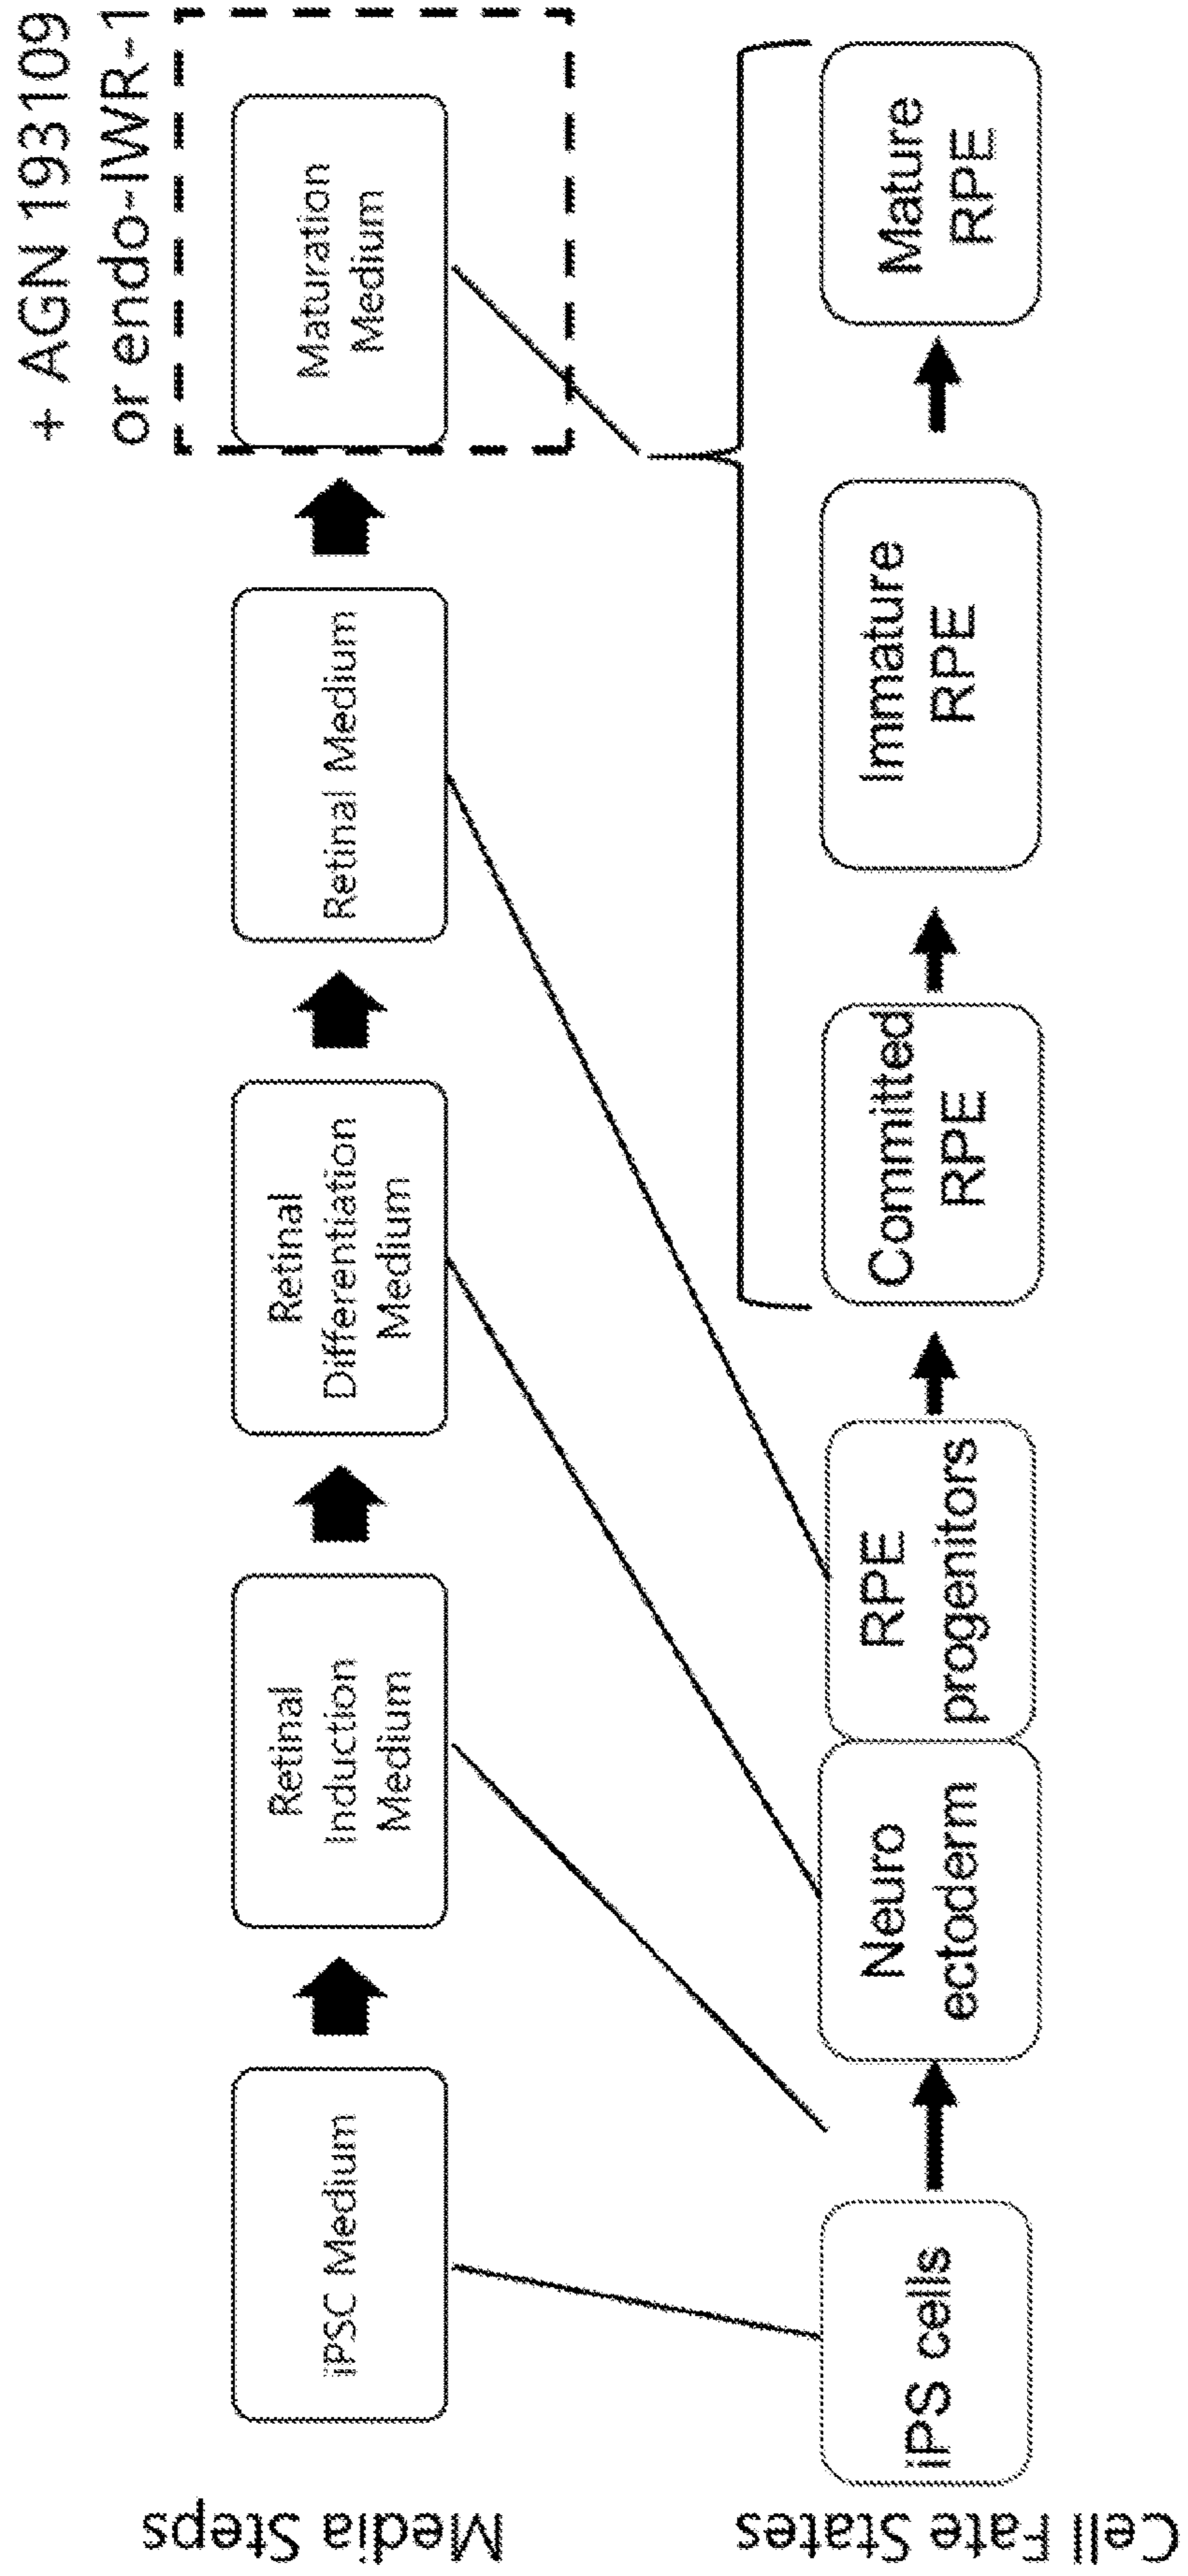 Media Steps
iPSC Medium
Retinal
Induction
Medium
Retinal
Differentiation
Medium
Retinal Medium
Maturation
Medium
+ AGN 193109
or endo-IWR-1
Cell Fate States
iPS cells
Neuro
ectoderm
RPE
progenitors
Committed
RPE
Immature
RPE
Mature
RPE